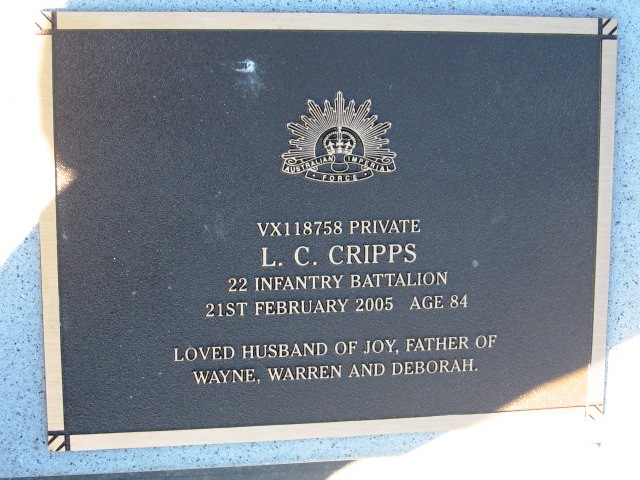 AUSTRALIAN IMPERIAL
FORCE
VX118758 PRIVATE
L. C. CRIPPS
22 INFANTRY BATTALION
21ST FEBRUARY 2005 AGE 84
LOVED HUSBAND OF JOY, FATHER OF
WAYNE, WARREN AND DEBORAH.